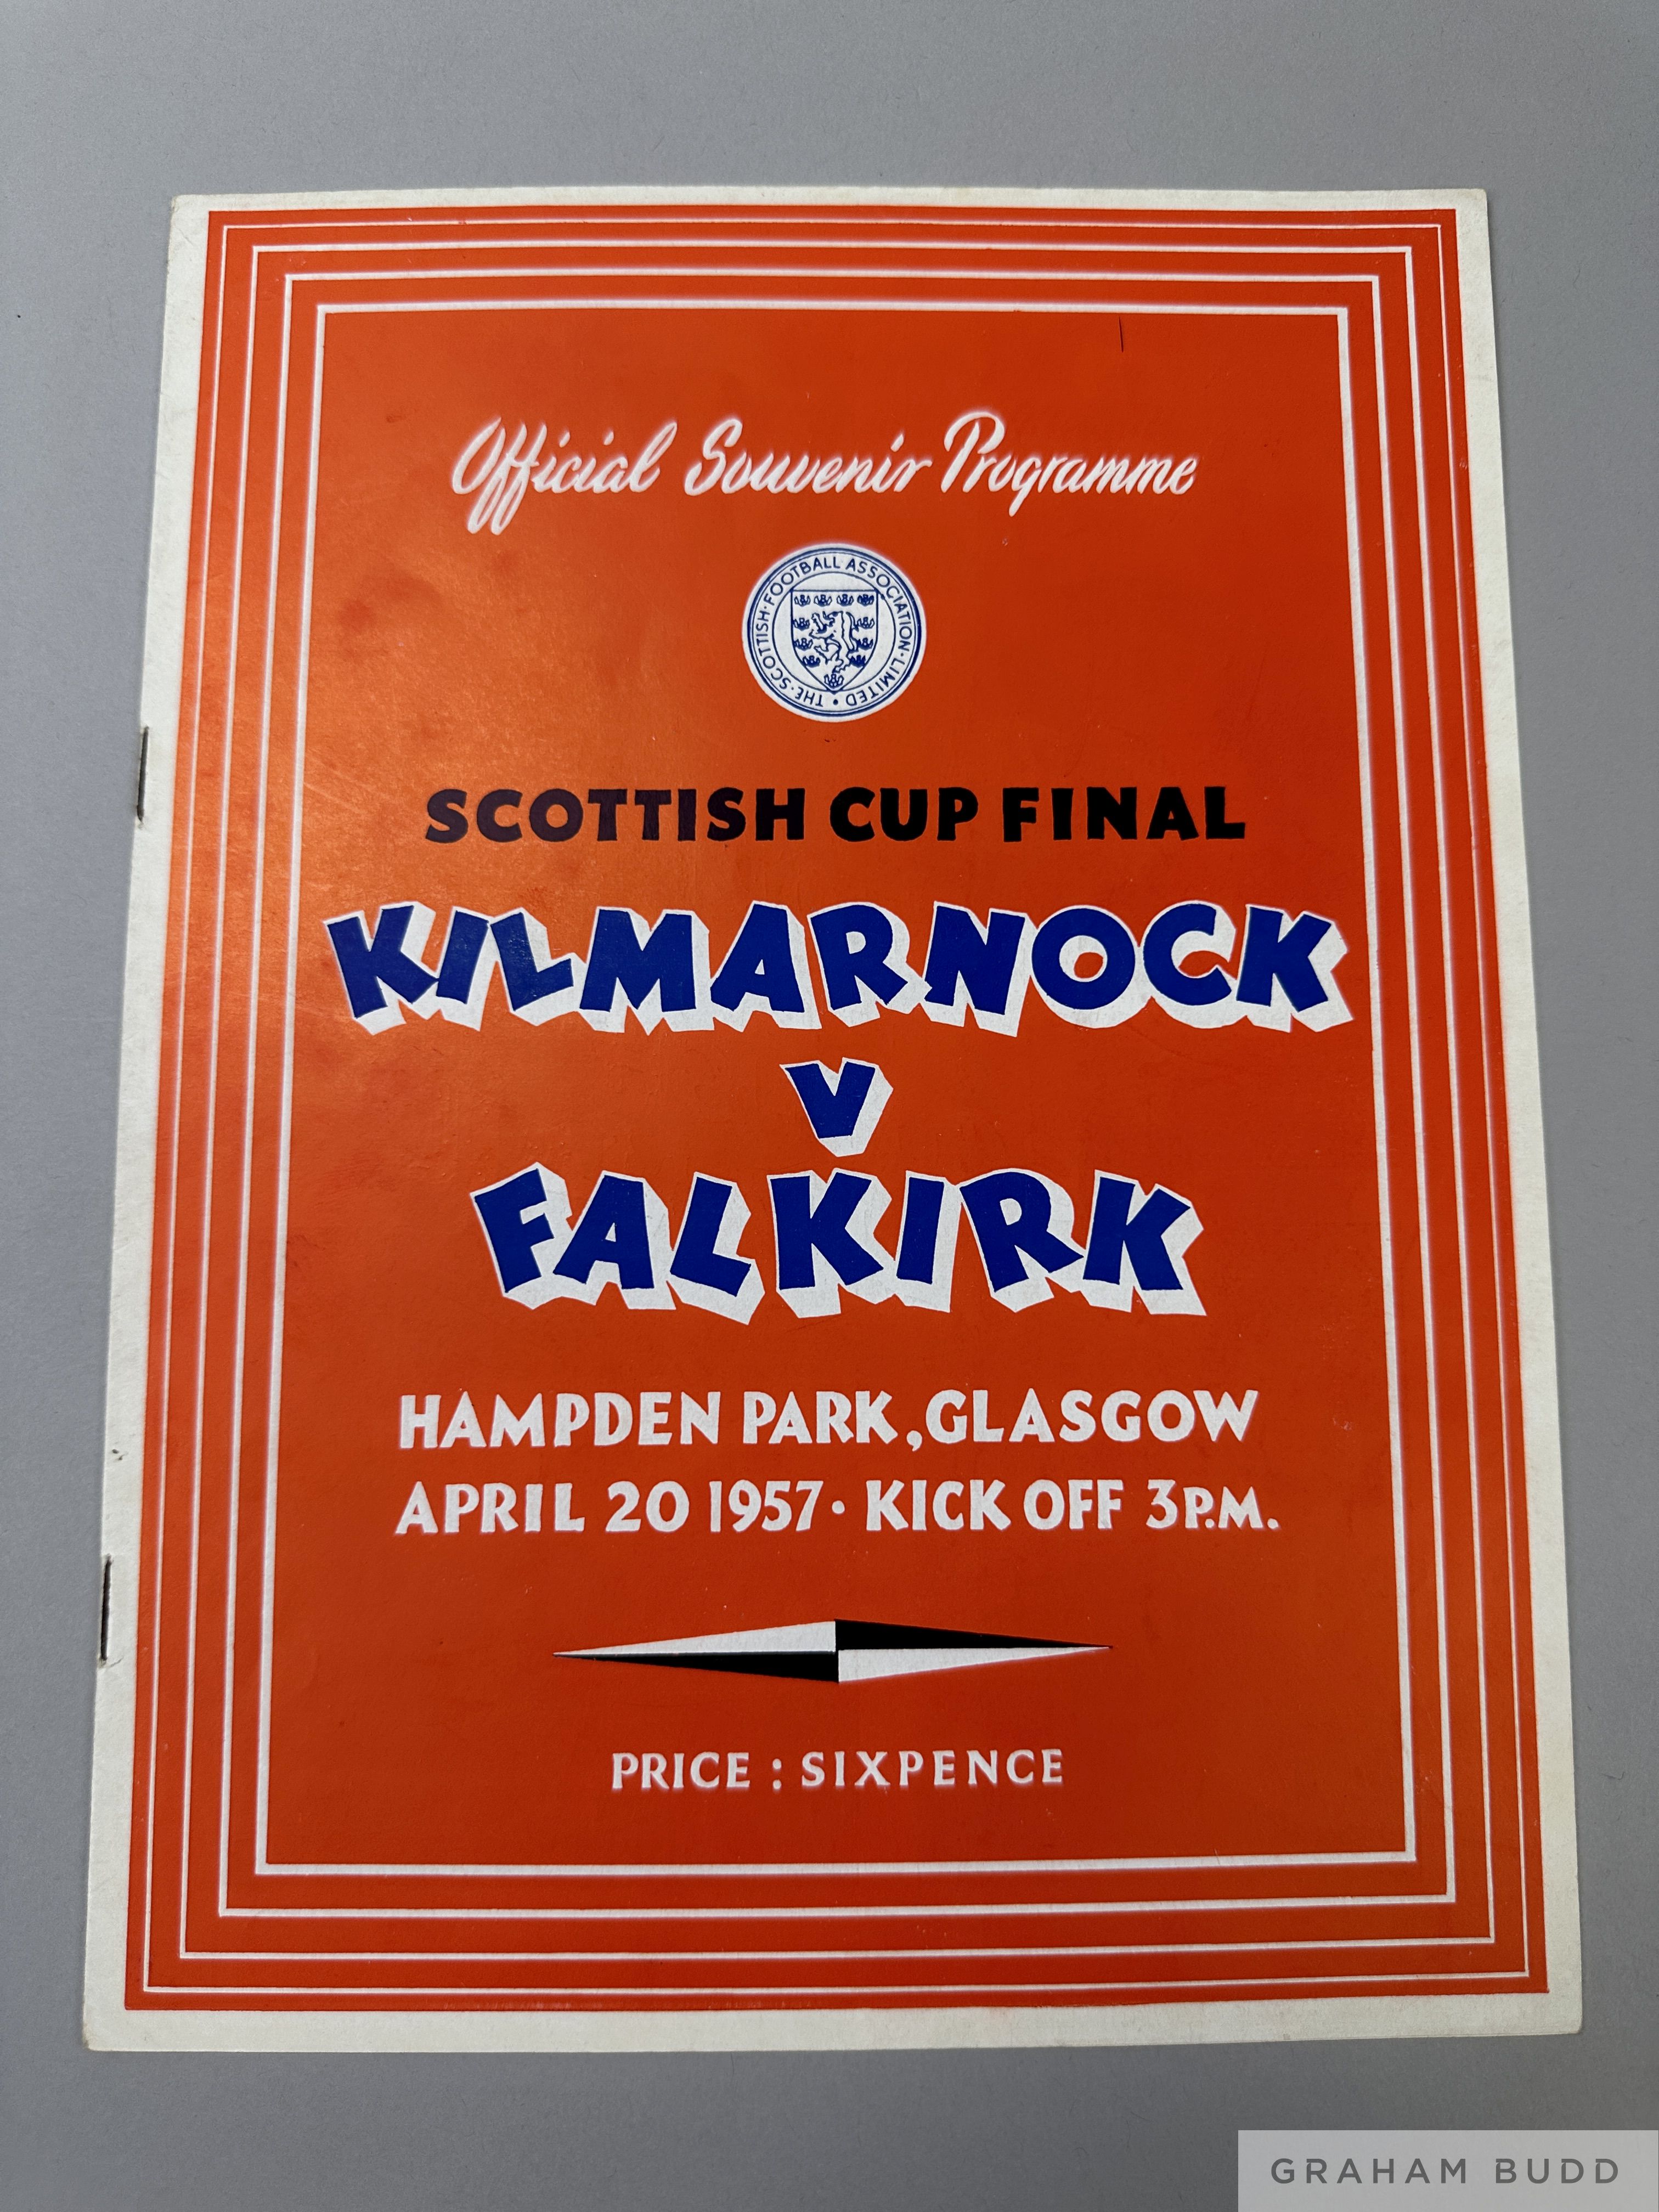 Official Souvenir Programme
THE · SCOTTISH · FOOTBALL ASSOCIATION · LIMITED ·
SCOTTISH CUP FINAL
KILMARNOCK
V
FALKIRK
HAMPDEN PARK, GLASGOW
APRIL 20 1957 · KICK OFF 3 P.M.
PRICE : SIXPENCE
GRAHAM BUDD